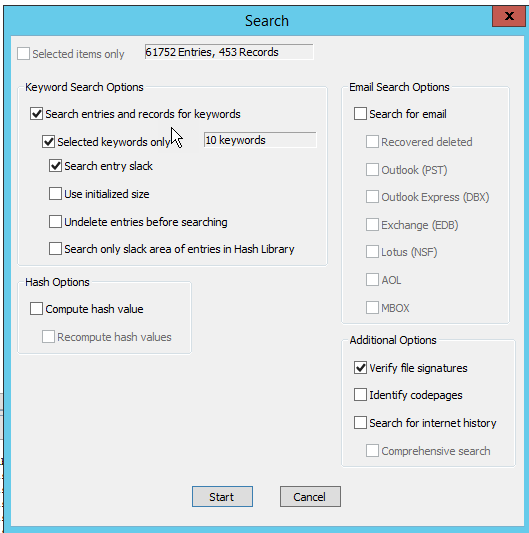 Search
x
Selected items only
61752 Entries, 453 Records
Keyword Search Options
Search entries and records for keywords
Selected keywords only
10 keywords
Search entry slack
Use initialized size
Undelete entries before searching
Search only slack area of entries in Hash Library
Hash Options
Compute hash value
Recompute hash values
Email Search Options
Search for email
Recovered deleted
Outlook (PST)
Outlook Express (DBX)
Exchange (EDB)
Lotus (NSF)
AOL
MBOX
Additional Options
Verify file signatures
Identify codepages
Search for internet history
Comprehensive search
Start
Cancel